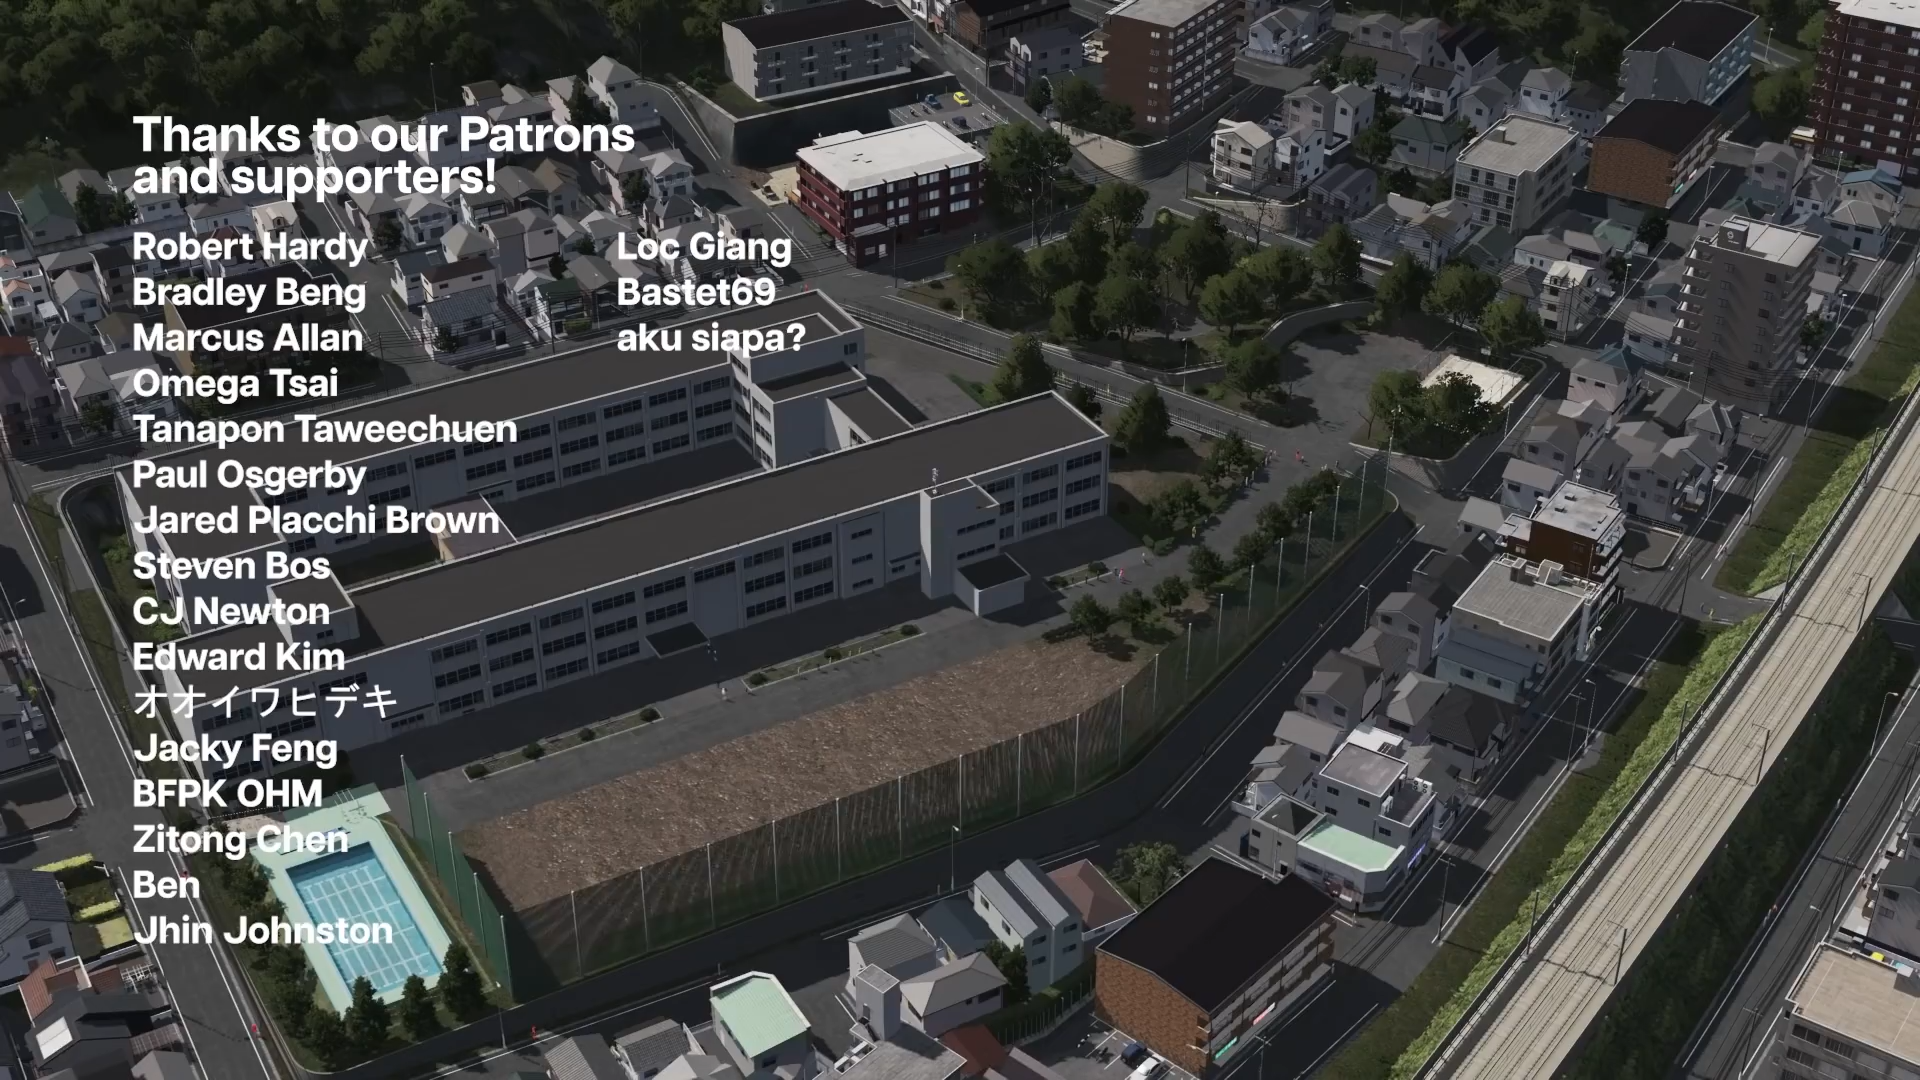 Thanks to our Patrons
and supporters!
Robert Hardy
Bradley Beng
Marcus Allan
Omega Tsai
Tanapon Taweechuen
Paul Osgerby
Jared Placchi Brown
Steven Bos
CJ Newton
Edward Kim
オオイワヒデキ
Jacky Feng
BFPK OHM
Zitong Chen
Ben
Jhin Johnston
Loc Giang
Bastet69
aku siapa?